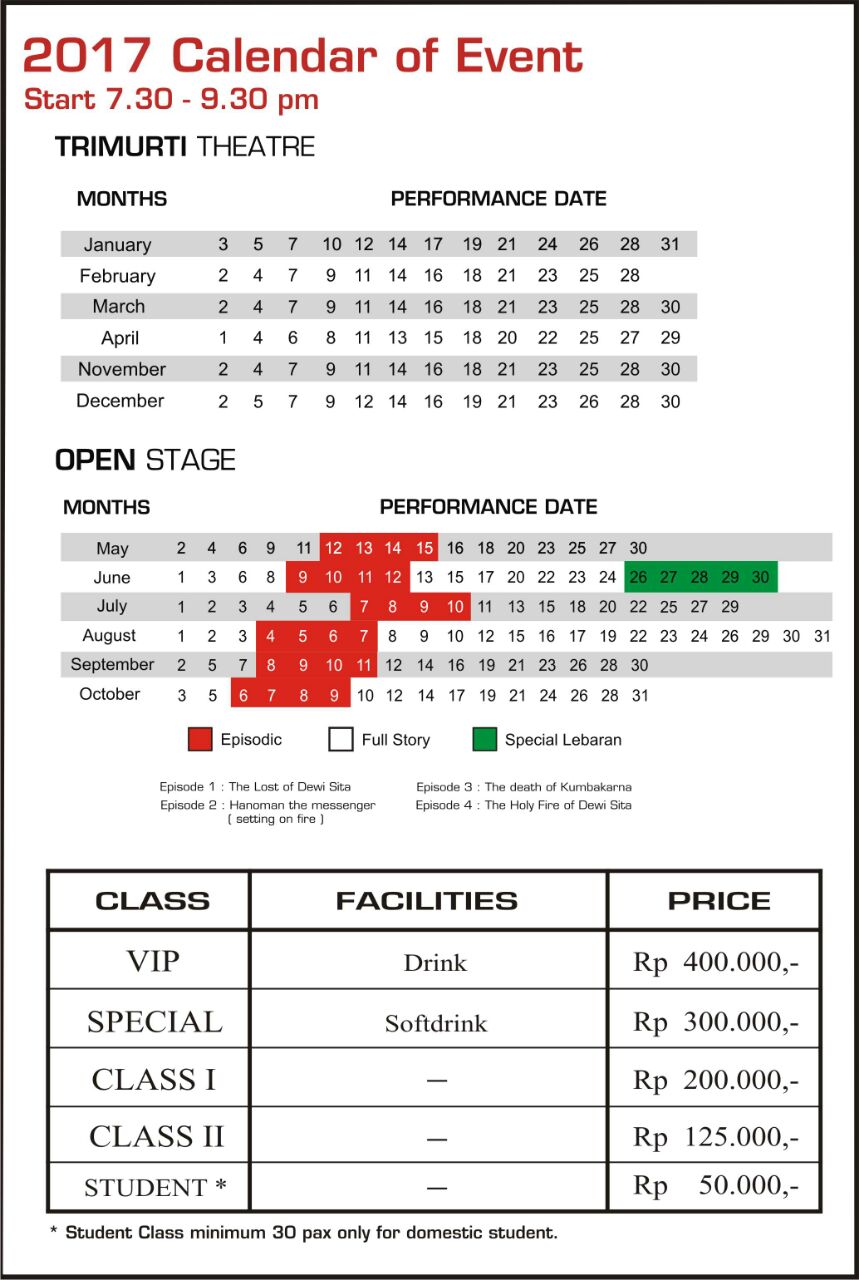 2017 Calendar of Event
Start 7.30 - 9.30 pm
TRIMURTI THEATRE
MONTHS PERFORMANCE DATE
January 3 5 7 10 12 14 17 19 21 24 26 28 31
February 2 4 7 9 11 14 16 18 21 23 25 28
March 2 4 7 9 11 14 16 18 21 23 25 28 30
April 1 4 6 8 11 13 15 18 20 22 25 27 29
November 2 4 7 9 11 14 16 18 21 23 25 28 30
December 2 5 7 9 12 14 16 19 21 23 26 28 30
OPEN STAGE
MONTHS PERFORMANCE DATE
May 2 4 6 9 11 12 13 14 15 16 18 20 23 25 27 30
June 1 3 6 8 9 10 11 12 13 15 17 20 22 23 24 26 27 28 29 30
July 1 2 3 4 5 6 7 8 9 10 11 13 15 18 20 22 25 27 29
August 1 2 3 4 5 6 7 8 9 10 12 15 16 17 19 22 23 24 26 29 30 31
September 2 5 7 8 9 10 11 12 14 16 19 21 23 26 28 30
October 3 5 6 7 8 9 10 12 14 17 19 21 24 26 28 31
Episodic Full Story Special Lebaran
Episode 1 : The Lost of Dewi Sita Episode 3 : The death of Kumbakarna
Episode 2 : Hanoman the messenger Episode 4 : The Holy Fire of Dewi Sita
( setting on fire )
CLASS FACILITIES PRICE
VIP Drink Rp 400.000,-
SPECIAL Softdrink Rp 300.000,-
CLASS I – Rp 200.000,-
CLASS II – Rp 125.000,-
STUDENT * – Rp 50.000,-
* Student Class minimum 30 pax only for domestic student.